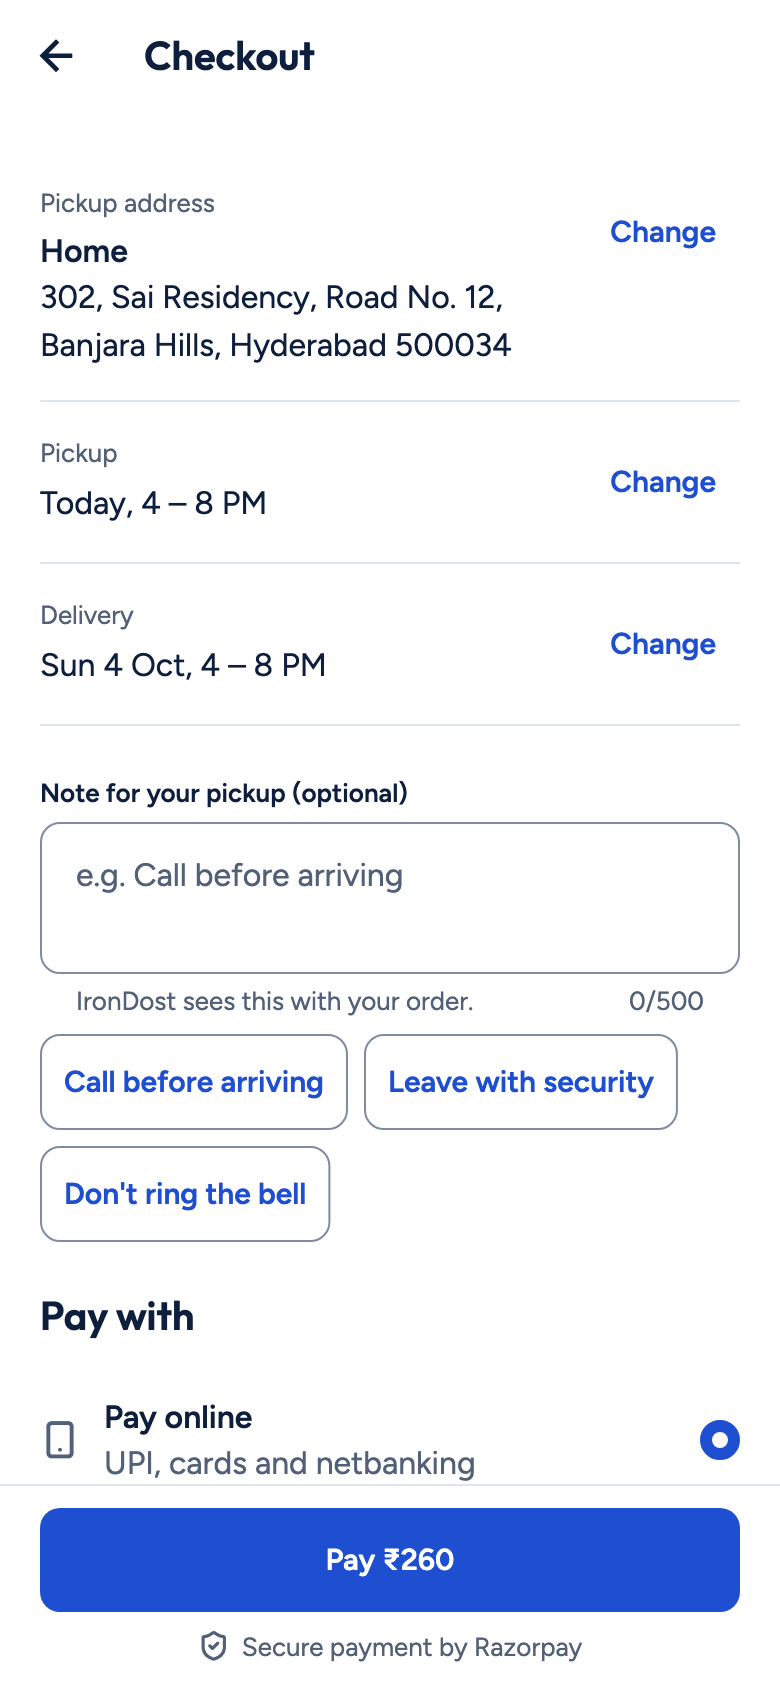 Checkout
Pickup address
Change
Home
302, Sai Residency, Road No. 12,
Banjara Hills, Hyderabad 500034
Pickup
Change
Today, 4 – 8 PM
Delivery
Change
Sun 4 Oct, 4 – 8 PM
Note for your pickup (optional)
e.g. Call before arriving
IronDost sees this with your order. 0/500
Call before arriving
Leave with security
Don't ring the bell
Pay with
Pay online
UPI, cards and netbanking
Pay ₹260
Secure payment by Razorpay